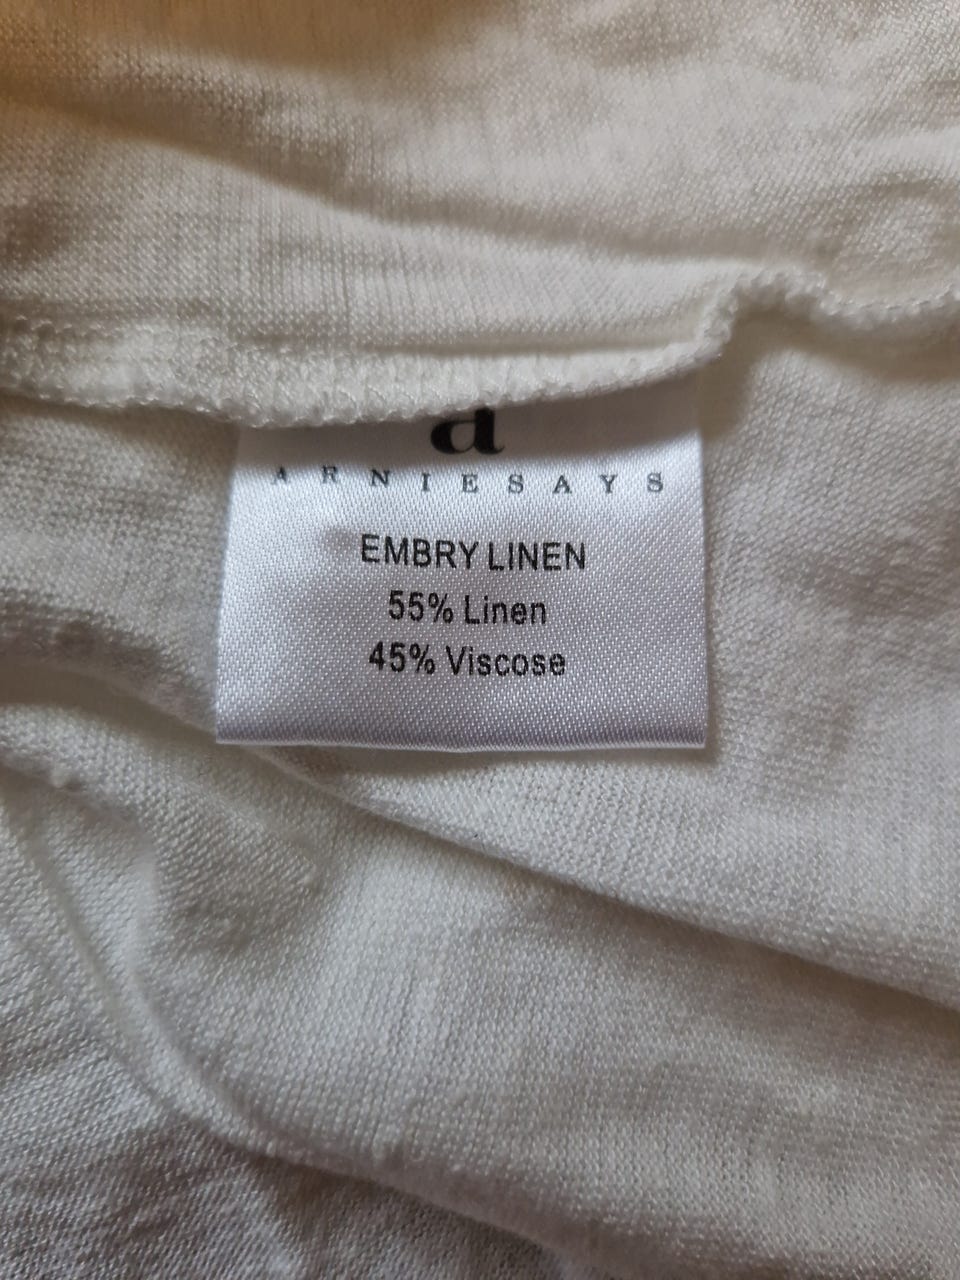 a
ARNIESAYS
EMBRY LINEN
55% Linen
45% Viscose